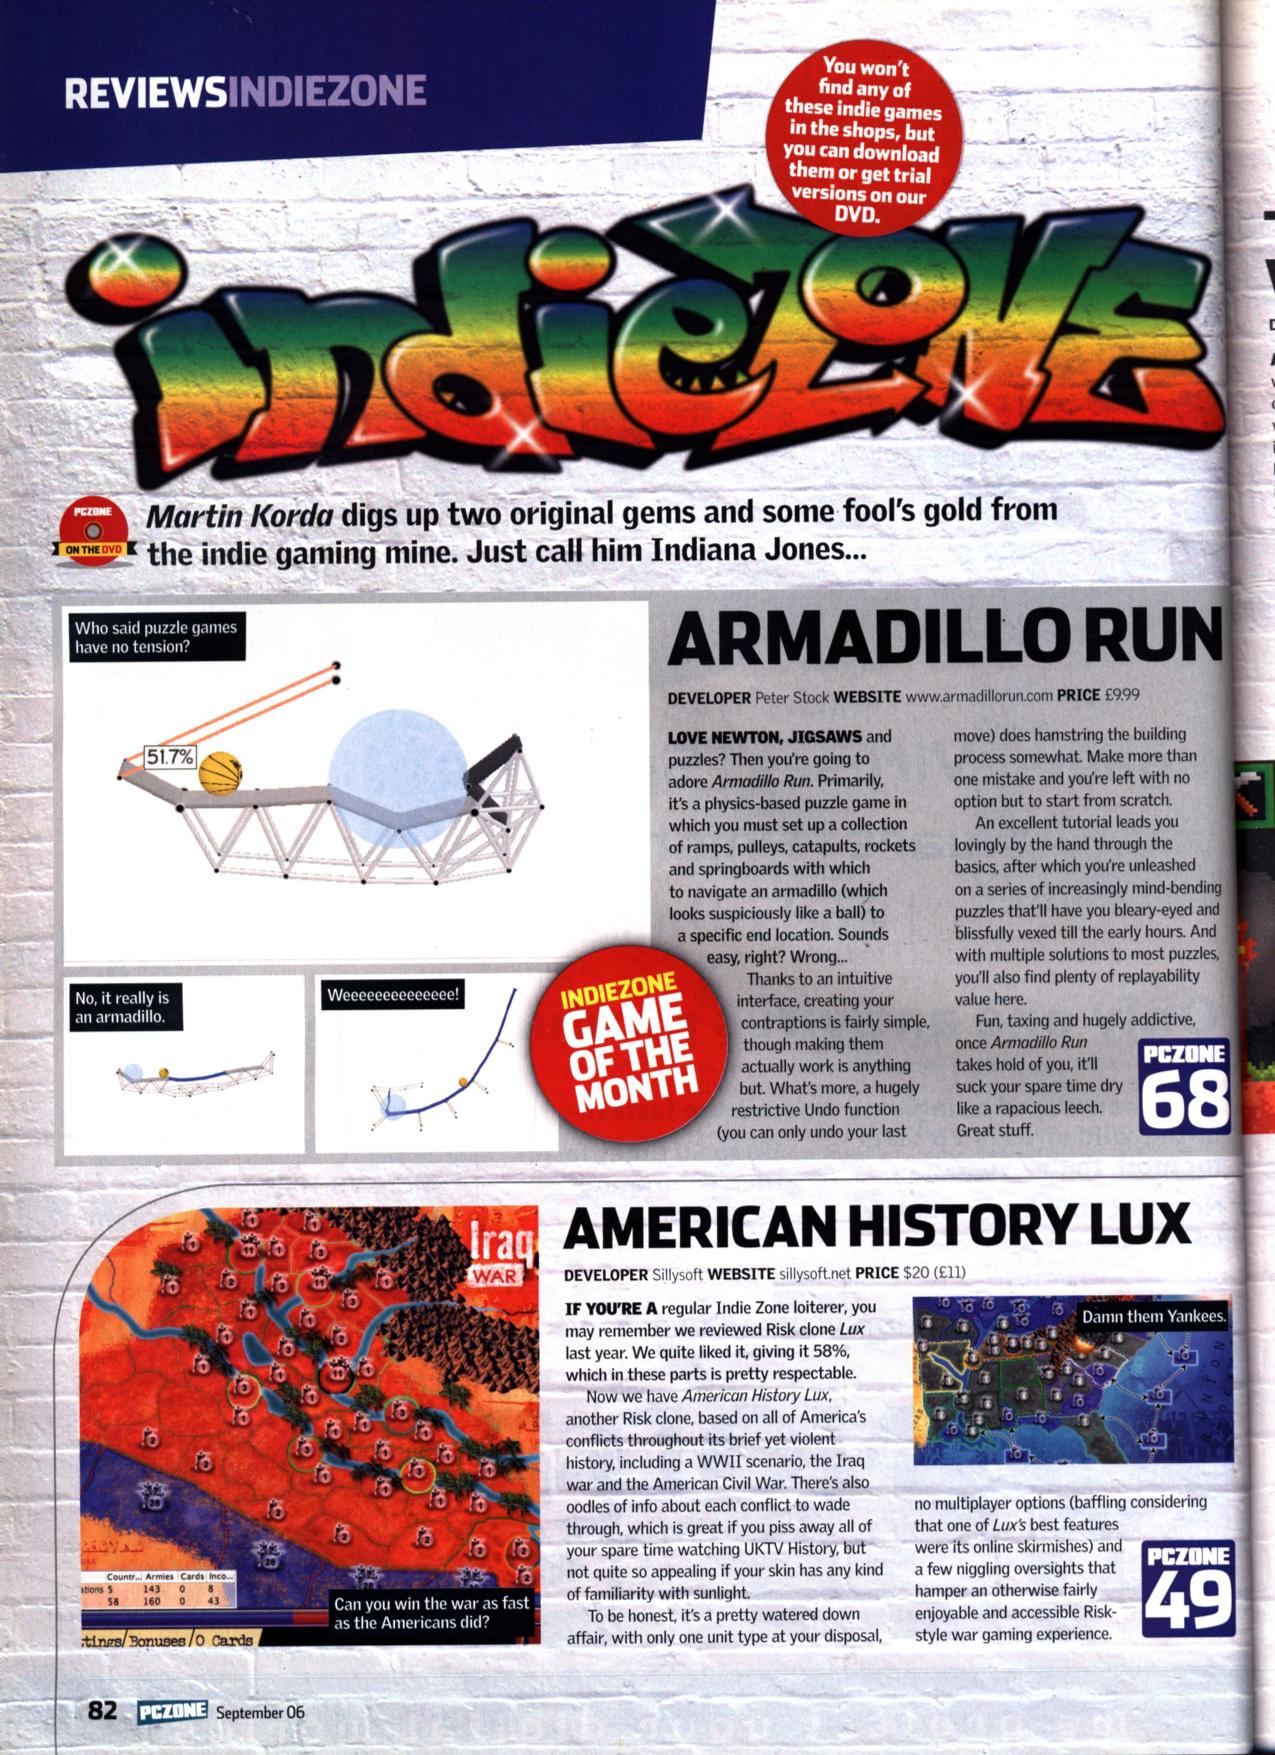 REVIEWSINDIEZONE
You won't
find any of
these indie games
in the shops, but
you can download
them or get trial
versions on our
DVD.
indiezone
PCZONE
ON THE DVD
Martin Korda digs up two original gems and some fool's gold from
the indie gaming mine. Just call him Indiana Jones...
Who said puzzle games
have no tension?
51.7%
No, it really is
an armadillo.
Weeeeeeeeeeeeee!
INDIEZONE
GAME
OF THE
MONTH
ARMADILLO RUN
DEVELOPER Peter Stock WEBSITE www.armadillorun.com PRICE £9.99
LOVE NEWTON, JIGSAWS and
puzzles? Then you're going to
adore Armadillo Run. Primarily,
it's a physics-based puzzle game in
which you must set up a collection
of ramps, pulleys, catapults, rockets
and springboards with which
to navigate an armadillo (which
looks suspiciously like a ball) to
a specific end location. Sounds
easy, right? Wrong...
Thanks to an intuitive
interface, creating your
contraptions is fairly simple,
though making them
actually work is anything
but. What's more, a hugely
restrictive Undo function
(you can only undo your last
move) does hamstring the building
process somewhat. Make more than
one mistake and you're left with no
option but to start from scratch.
An excellent tutorial leads you
lovingly by the hand through the
basics, after which you're unleashed
on a series of increasingly mind-bending
puzzles that'll have you bleary-eyed and
blissfully vexed till the early hours. And
with multiple solutions to most puzzles,
you'll also find plenty of replayability
value here.
Fun, taxing and hugely addictive,
once Armadillo Run
takes hold of you, it'll
suck your spare time dry
like a rapacious leech.
Great stuff.
PCZONE
68
Iraq
WAR
Countr... Armies Cards Inco...
5 143 0 8
58 160 0 43
Bonuses/0 Cards
Can you win the war as fast
as the Americans did?
AMERICAN HISTORY LUX
DEVELOPER Sillysoft WEBSITE sillysoft.net PRICE $20 (£11)
IF YOU'RE A regular Indie Zone loiterer, you
may remember we reviewed Risk clone Lux
last year. We quite liked it, giving it 58%,
which in these parts is pretty respectable.
Now we have American History Lux,
another Risk clone, based on all of America's
conflicts throughout its brief yet violent
history, including a WWII scenario, the Iraq
war and the American Civil War. There's also
oodles of info about each conflict to wade
through, which is great if you piss away all of
your spare time watching UKTV History, but
not quite so appealing if your skin has any kind
of familiarity with sunlight.
To be honest, it's a pretty watered down
affair, with only one unit type at your disposal,
Damn them Yankees.
no multiplayer options (baffling considering
that one of Lux's best features
were its online skirmishes) and
a few niggling oversights that
hamper an otherwise fairly
enjoyable and accessible Risk-
style war gaming experience.
PCZONE
49
82 PCZONE September 06